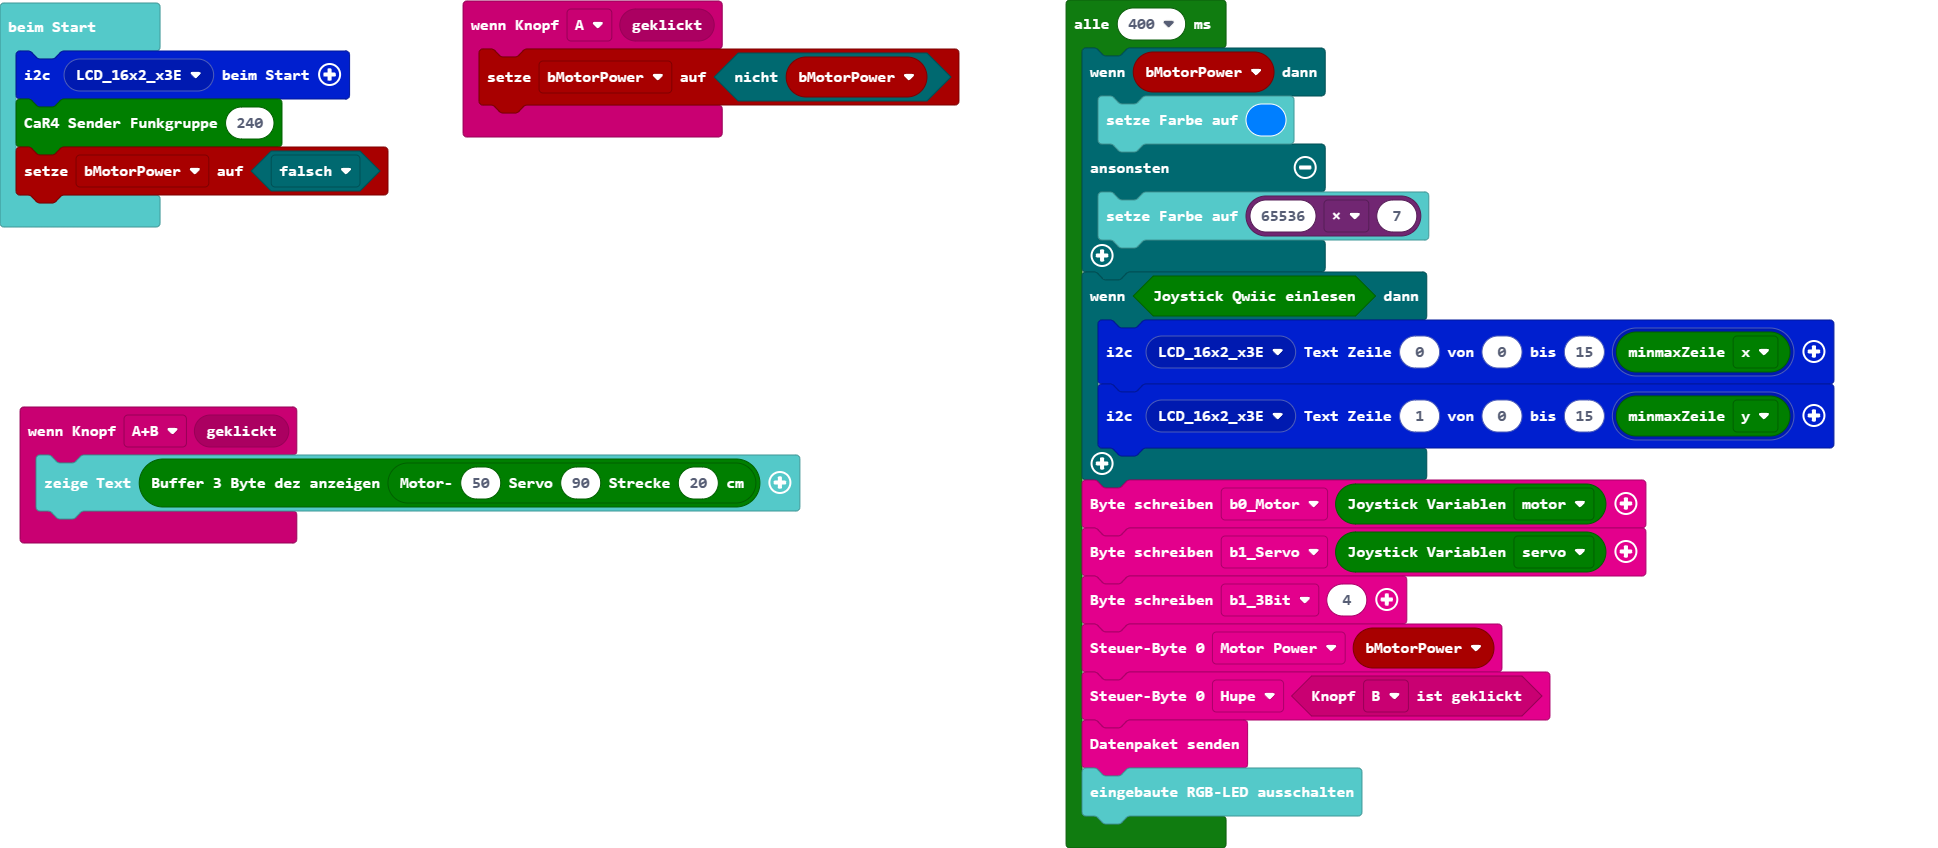 beim Start
i2c LCD_16x2_x3E beim Start
CaR4 Sender Funkgruppe 240
setze bMotorPower auf falsch
wenn Knopf A geklickt
setze bMotorPower auf nicht bMotorPower
wenn Knopf A+B geklickt
zeige Text Buffer 3 Byte dez anzeigen Motor- 50 Servo 90 Strecke 20 cm
alle 400 ms
wenn bMotorPower dann
setze Farbe auf
ansonsten
setze Farbe auf 65536 × 7
wenn Joystick Qwiic einlesen dann
i2c LCD_16x2_x3E Text Zeile 0 von 0 bis 15 minmaxZeile x
i2c LCD_16x2_x3E Text Zeile 1 von 0 bis 15 minmaxZeile y
Byte schreiben b0_Motor Joystick Variablen motor
Byte schreiben b1_Servo Joystick Variablen servo
Byte schreiben b1_3Bit 4
Steuer-Byte 0 Motor Power bMotorPower
Steuer-Byte 0 Hupe Knopf B ist geklickt
Datenpaket senden
eingebaute RGB-LED ausschalten